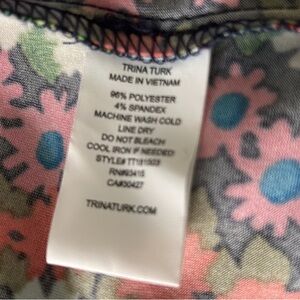 TRINA TURK
MADE IN VIETNAM
96% POLYESTER
4% SPANDEX
MACHINE WASH COLD
LINE DRY
DO NOT BLEACH
COOL IRON IF NEEDED!
STYLE# TT181503
RN#93415
CA#30427
TRINATURK.COM